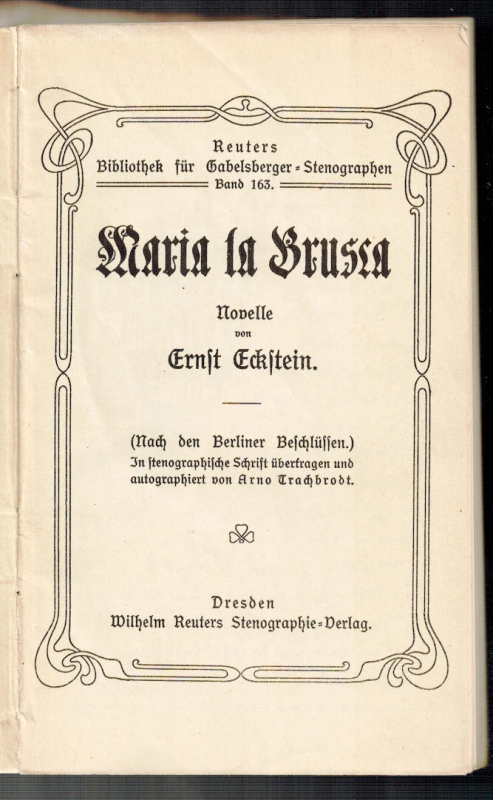 Reuters
Bibliothek für Gabelsberger-Stenographen
Band 163.
Maria la Brusca
Novelle
von
Ernst Eckstein.
(Nach den Berliner Beschlüssen.)
In stenographische Schrift übertragen und
autographiert von Arno Trachbrodt.
Dresden
Wilhelm Reuters Stenographie-Verlag.